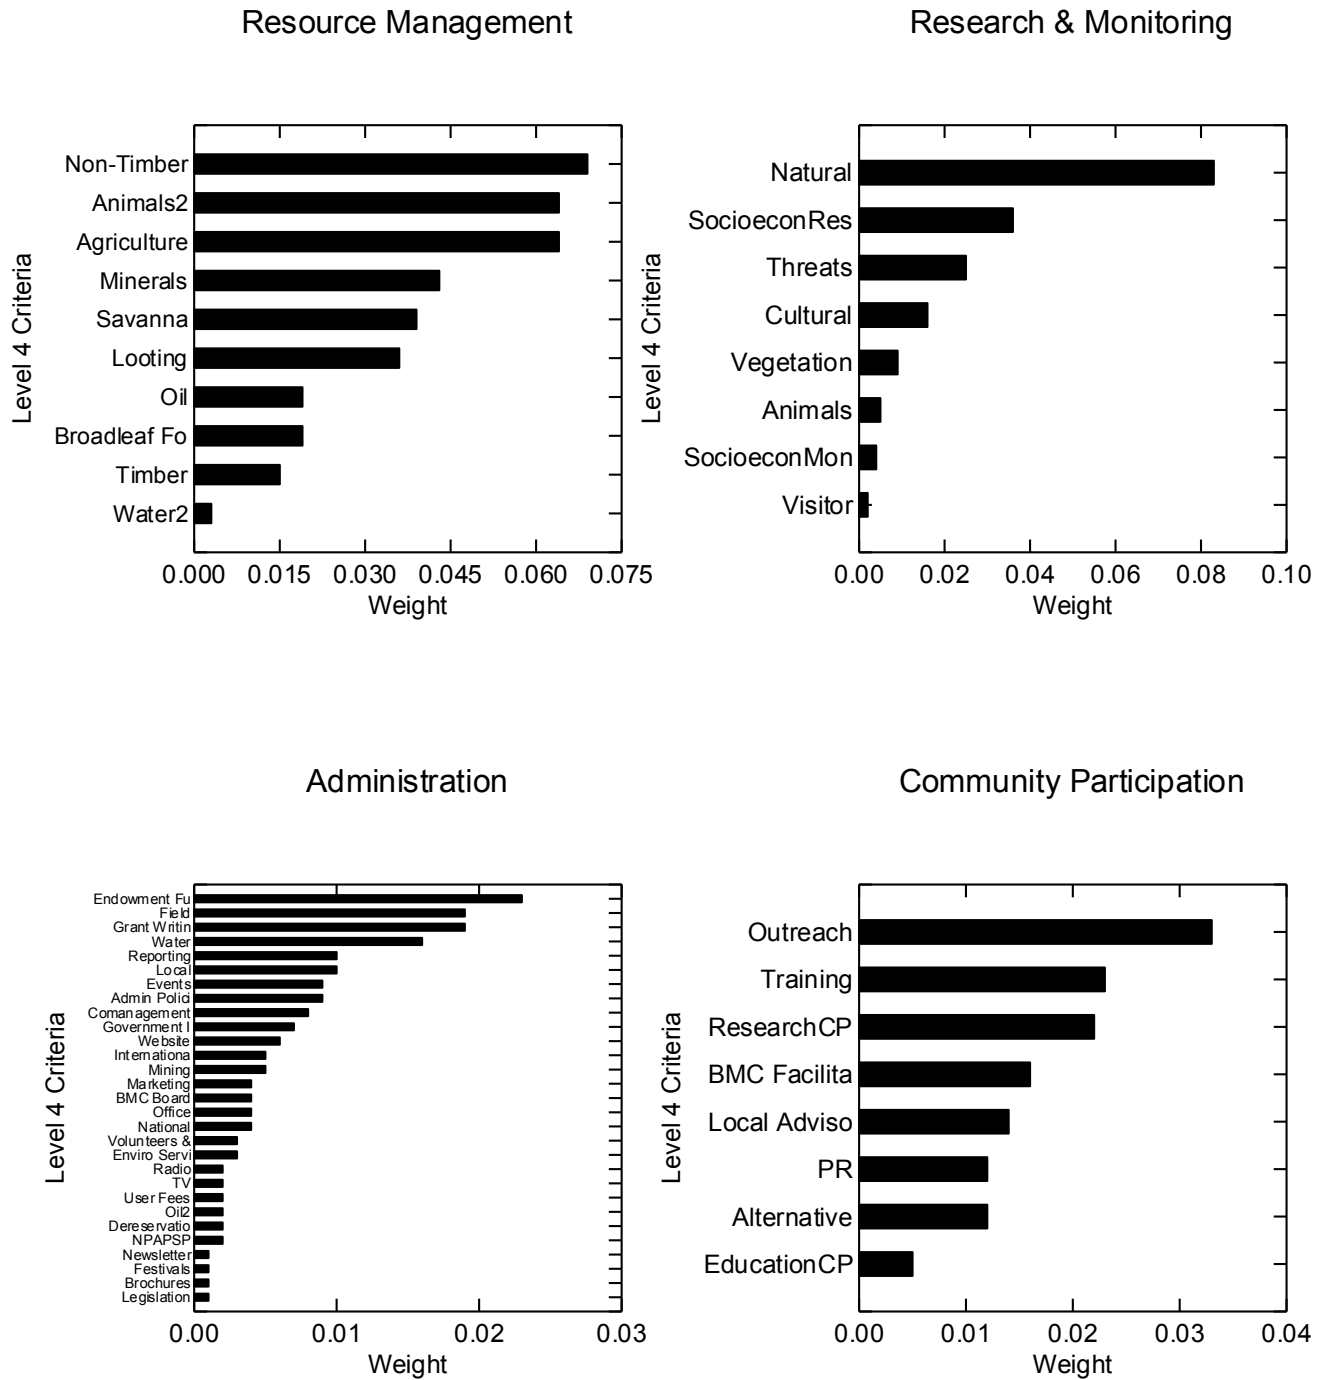 Resource Management
Level 4 Criteria
Non-Timber
Animals2
Agriculture
Minerals
Savanna
Looting
Oil
Broadleaf Fo
Timber
Water2
0.000 0.015 0.030 0.045 0.060 0.075
Weight
Research & Monitoring
Level 4 Criteria
Natural
SocioeconRes
Threats
Cultural
Vegetation
Animals
SocioeconMon
Visitor
0.00 0.02 0.04 0.06 0.08 0.10
Weight
Administration
Level 4 Criteria
Endowment Fu
Field
Grant Writin
Water
Reporting
Local
Events
Admin Polici
Comanagement
Government I
Website
Internationa
Mining
Marketing
BMC Board
Office
National
Volunteers &
Enviro Servi
Radio
TV
User Fees
Oil2
Dereservatio
NPAPSP
Newsletter
Festivals
Brochures
Legislation
0.00 0.01 0.02 0.03
Weight
Community Participation
Level 4 Criteria
Outreach
Training
ResearchCP
BMC Facilita
Local Adviso
PR
Alternative
EducationCP
0.00 0.01 0.02 0.03 0.04
Weight